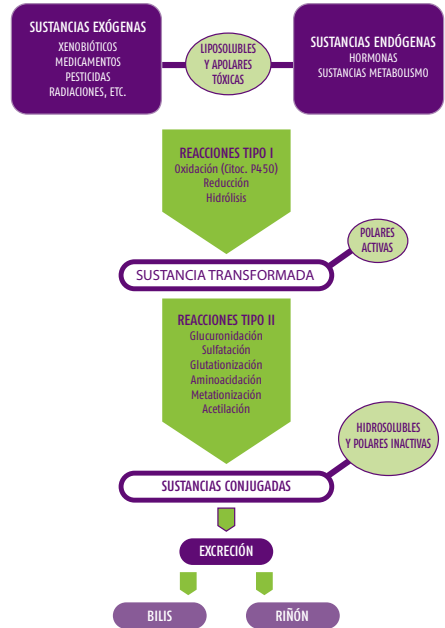 SUSTANCIAS EXÓGENAS
XENOBIÓTICOS
MEDICAMENTOS
PESTICIDAS
RADIACIONES, ETC.
LIPOSOLUBLES
Y APOLARES
TÓXICAS
SUSTANCIAS ENDÓGENAS
HORMONAS
SUSTANCIAS METABOLISMO
REACCIONES TIPO I
Oxidación (Citoc. P450)
Reducción
Hidrólisis
POLARES
ACTIVAS
SUSTANCIA TRANSFORMADA
REACCIONES TIPO II
Glucuronidación
Sulfatación
Glutationización
Aminoacidación
Metationización
Acetilación
HIDROSOLUBLES
Y POLARES INACTIVAS
SUSTANCIAS CONJUGADAS
EXCRECIÓN
BILIS
RIÑÓN